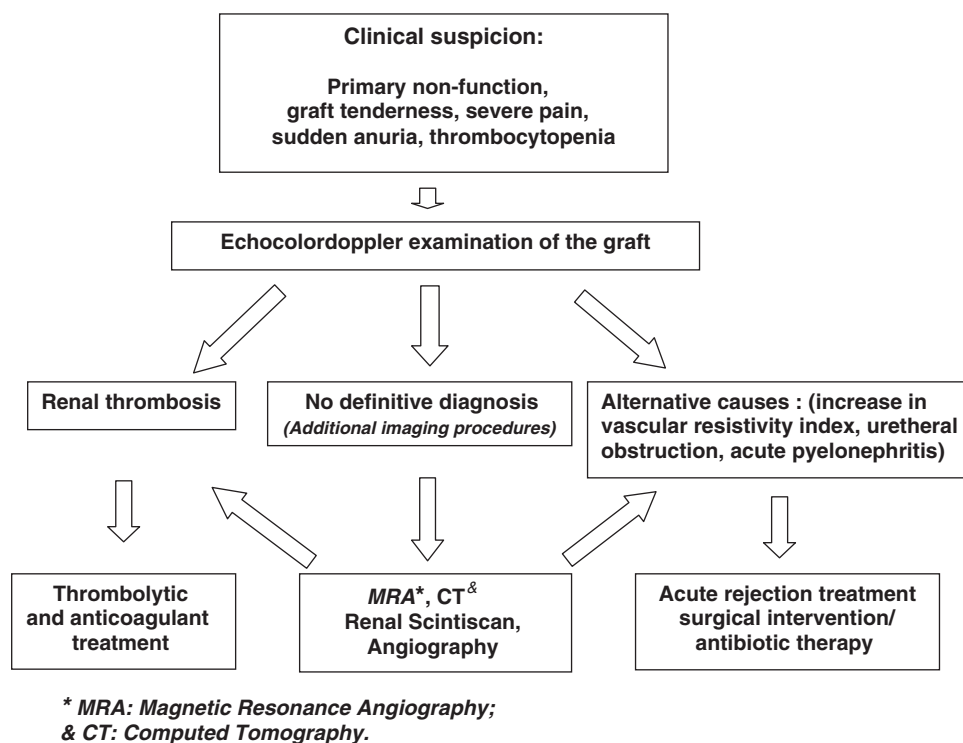 Clinical suspicion:
Primary non-function,
graft tenderness, severe pain,
sudden anuria, thrombocytopenia
Echocolordoppler examination of the graft
Renal thrombosis
No definitive diagnosis
(Additional imaging procedures)
Alternative causes : (increase in
vascular resistivity index, uretheral
obstruction, acute pyelonephritis)
Thrombolytic
and anticoagulant
treatment
MRA*, CT&
Renal Scintiscan,
Angiography
Acute rejection treatment
surgical intervention/
antibiotic therapy
* MRA: Magnetic Resonance Angiography;
& CT: Computed Tomography.